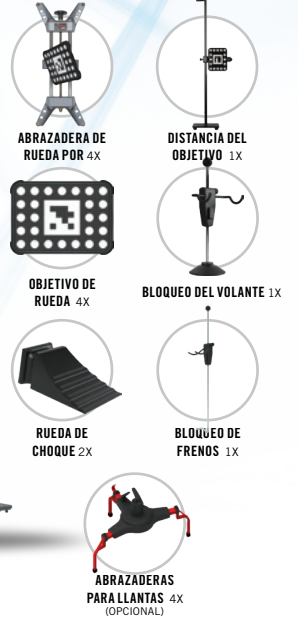 ABRAZADERA DE
RUEDA POR 4X
DISTANCIA DEL
OBJETIVO 1X
OBJETIVO DE
RUEDA 4X
BLOQUEO DEL VOLANTE 1X
RUEDA DE
CHOQUE 2X
BLOQUEO DE
FRENOS 1X
ABRAZADERAS
PARA LLANTAS 4X
(OPCIONAL)